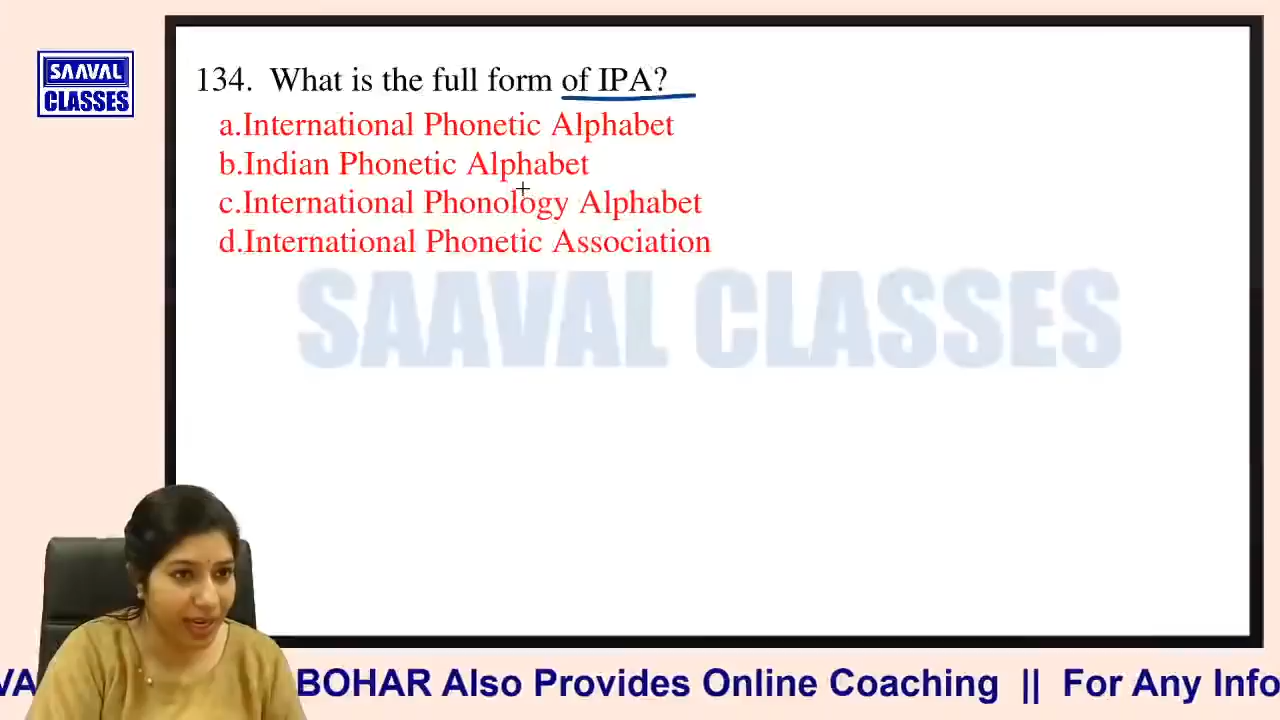 SAAVAL
CLASSES
134. What is the full form of IPA?
a.International Phonetic Alphabet
b.Indian Phonetic Alphabet
c.International Phonology Alphabet
d.International Phonetic Association
SAAVAL CLASSES
VA BOHAR Also Provides Online Coaching || For Any Info